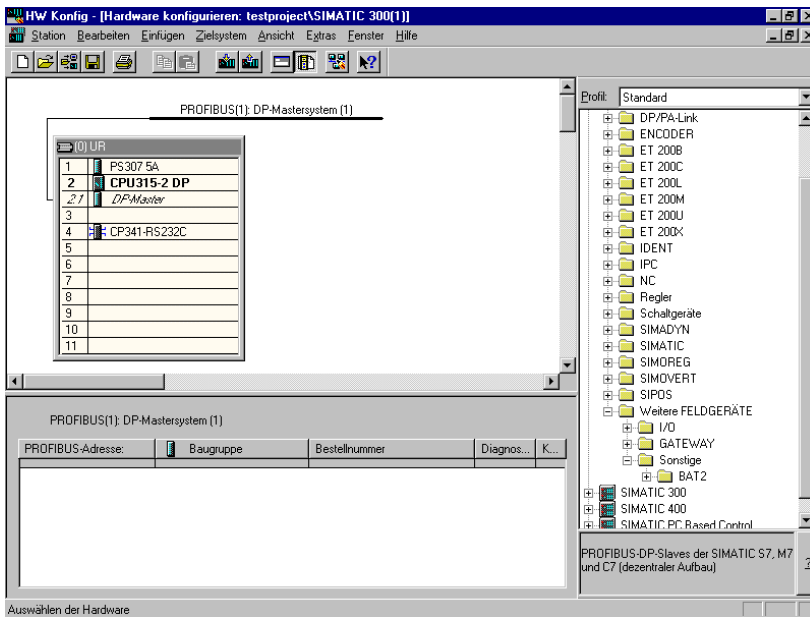 HW Konfig - [Hardware konfigurieren: testproject\SIMATIC 300(1)]
Station Bearbeiten Einfügen Zielsystem Ansicht Extras Fenster Hilfe
PROFIBUS(1): DP-Mastersystem (1)
(0) UR
1 PS307 5A
2 CPU315-2 DP
2.1 DP-Master
3
4 CP341-RS232C
5
6
7
8
9
10
11
PROFIBUS(1): DP-Mastersystem (1)
PROFIBUS-Adresse: Baugruppe Bestellnummer Diagnos... K...
Profil: Standard
DP/PA-Link
ENCODER
ET 200B
ET 200C
ET 200L
ET 200M
ET 200U
ET 200X
IDENT
IPC
NC
Regler
Schaltgeräte
SIMADYN
SIMATIC
SIMOREG
SIMOVERT
SIPOS
Weitere FELDGERÄTE
I/O
GATEWAY
Sonstige
BAT2
SIMATIC 300
SIMATIC 400
SIMATIC PC Based Control
PROFIBUS-DP-Slaves der SIMATIC S7, M7
und C7 (dezentraler Aufbau)
Auswählen der Hardware